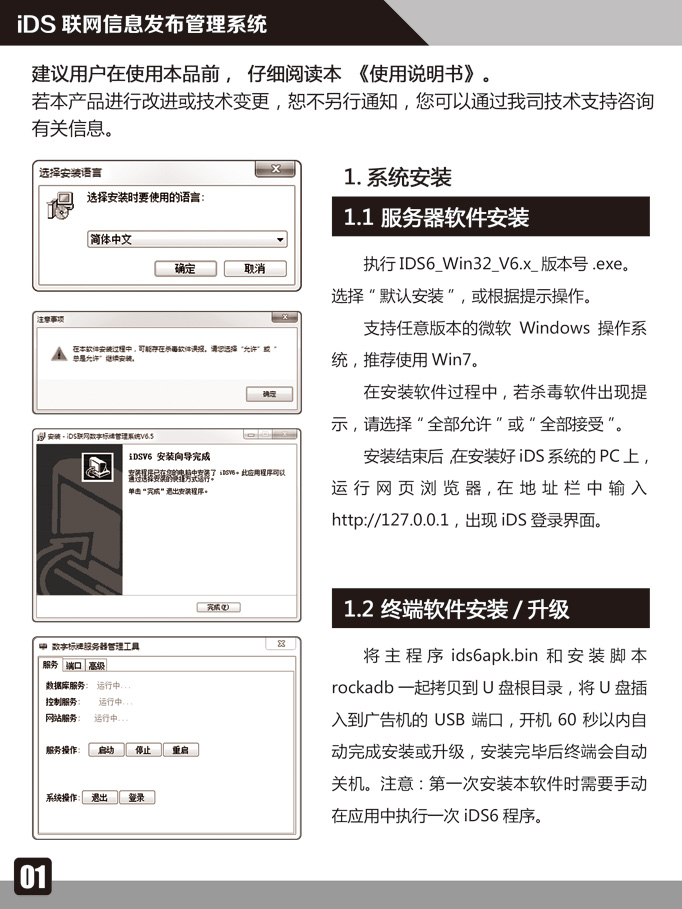 iDS 联网信息发布管理系统
建议用户在使用本品前， 仔细阅读本 《使用说明书》。
若本产品进行改进或技术变更，恕不另行通知，您可以通过我司技术支持咨询
有关信息。
选择安装语言
选择安装时要使用的语言:
简体中文
确定
取消
注意事项
在本软件安装过程中，可能存在杀毒软件误报。请您选择“允许”或“
总是允许”继续安装。
确定
安装 - iDS联网数字标牌管理系统V6.5
iDSV6 安装向导完成
安装程序已在您的电脑中安装了 iDSV6。此应用程序可以
通过选择安装的快捷方式运行。
单击“完成”退出安装程序。
完成(F)
数字标牌服务器管理工具
服务 端口 高级
数据库服务: 运行中...
控制服务: 运行中...
网站服务: 运行中...
服务操作: 启动 停止 重启
系统操作: 退出 登录
1. 系统安装
1.1 服务器软件安装
执行 IDS6_Win32_V6.x_ 版本号 .exe。
选择 “ 默认安装 ”，或根据提示操作。
支持任意版本的微软 Windows 操作系
统，推荐使用 Win7。
在安装软件过程中，若杀毒软件出现提
示，请选择 “ 全部允许 ” 或 “ 全部接受 ”。
安装结束后 ,在安装好 iDS 系统的 PC 上，
运行网页浏览器，在地址栏中输入
http://127.0.0.1，出现 iDS 登录界面。
1.2 终端软件安装 / 升级
将主程序 ids6apk.bin 和安装脚本
rockadb 一起拷贝到 U 盘根目录，将 U 盘插
入到广告机的 USB 端口，开机 60 秒以内自
动完成安装或升级，安装完毕后终端会自动
关机。注意：第一次安装本软件时需要手动
在应用中执行一次 iDS6 程序。
01